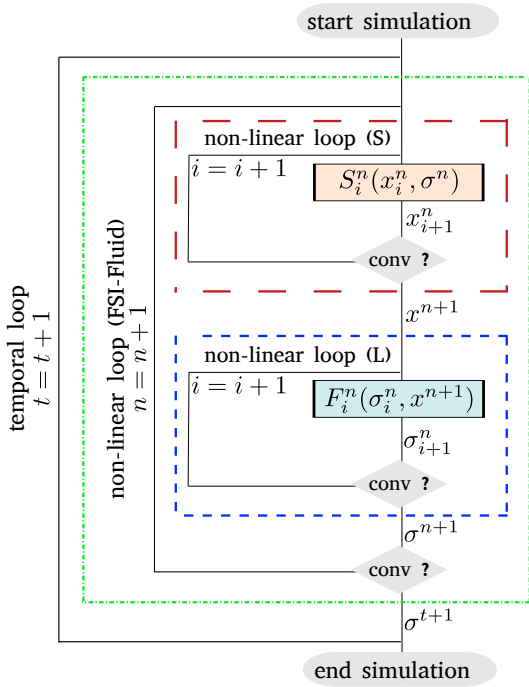 start simulation
non-linear loop (S)
i = i + 1
S_i^n(x_i^n, σ^n)
x_{i+1}^n
conv ?
x^{n+1}
non-linear loop (L)
i = i + 1
F_i^n(σ_i^n, x^{n+1})
σ_{i+1}^n
conv ?
σ^{n+1}
conv ?
σ^{t+1}
end simulation
temporal loop
t = t + 1
non-linear loop (FSI-Fluid)
n = n + 1